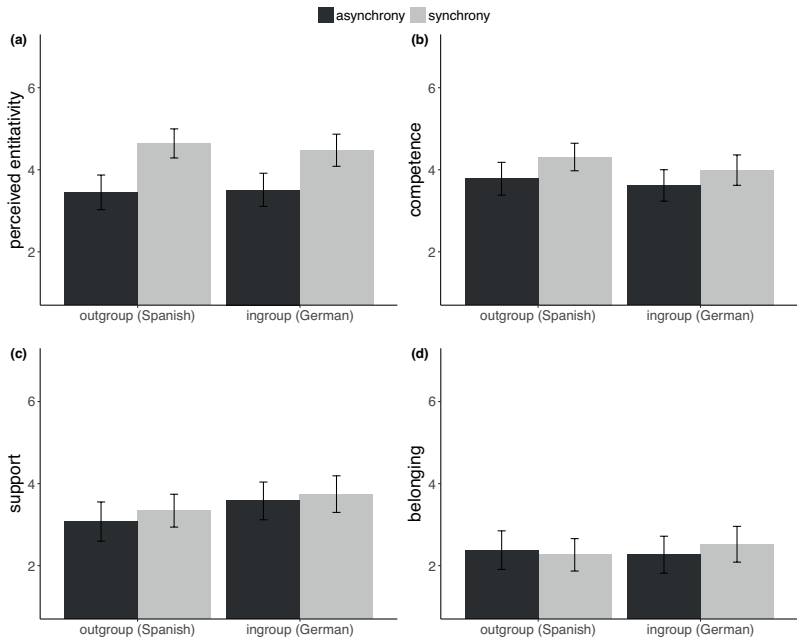 asynchrony synchrony
(a)
perceived entitativity
6
4
2
outgroup (Spanish) ingroup (German)
(b)
competence
6
4
2
outgroup (Spanish) ingroup (German)
(c)
support
6
4
2
outgroup (Spanish) ingroup (German)
(d)
belonging
6
4
2
outgroup (Spanish) ingroup (German)